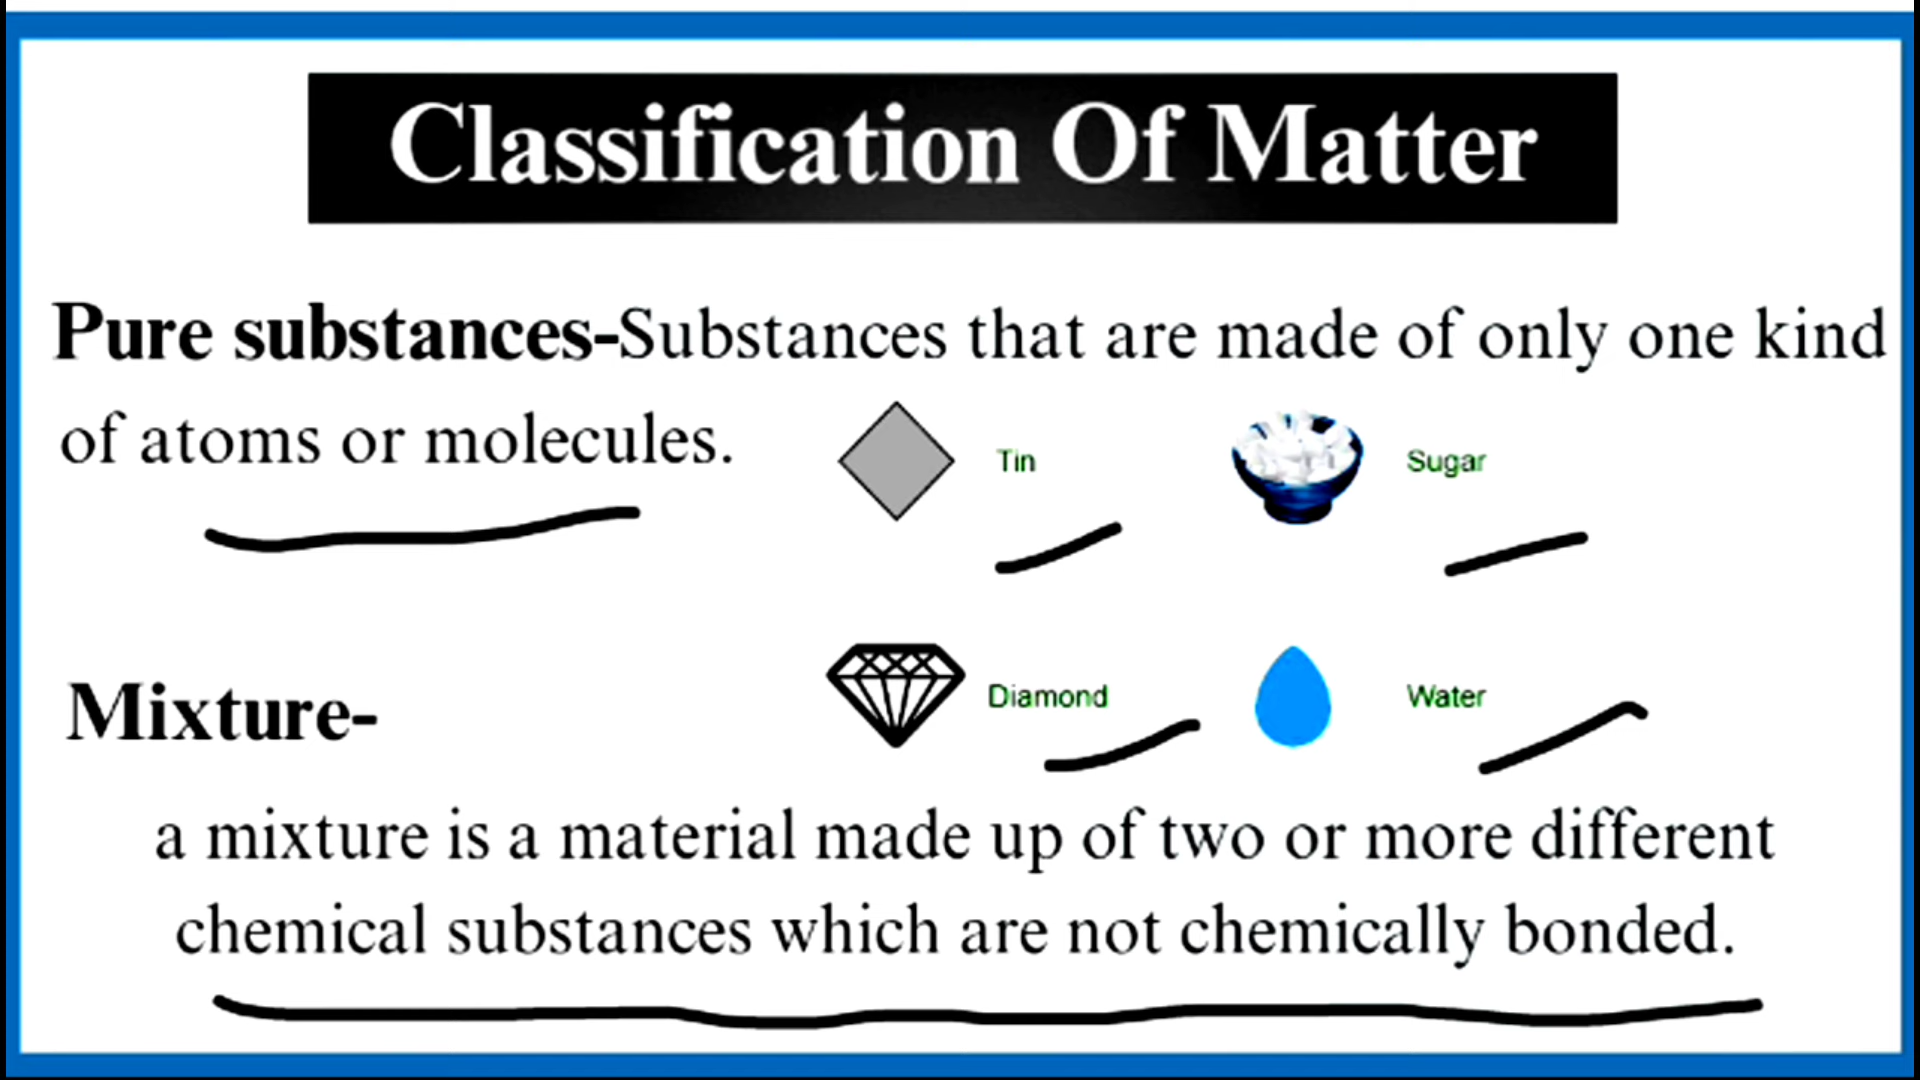 Classification Of Matter
Pure substances-Substances that are made of only one kind
of atoms or molecules.
Tin
Sugar
Mixture-
Diamond
Water
a mixture is a material made up of two or more different
chemical substances which are not chemically bonded.